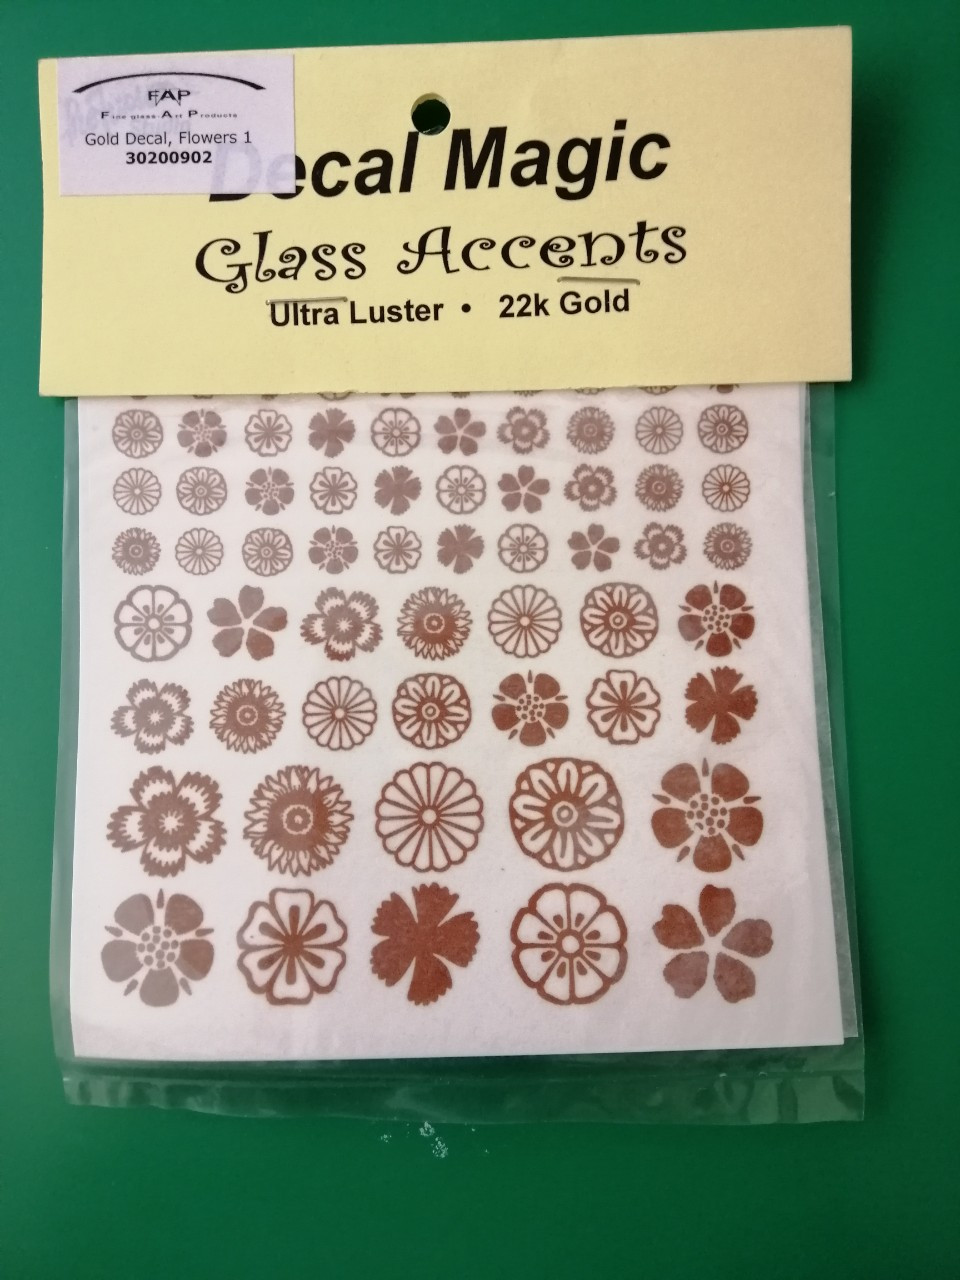 FAP
Fine glass Art Products
Gold Decal, Flowers 1
30200902
Decal Magic
Glass Accents
Ultra Luster • 22k Gold